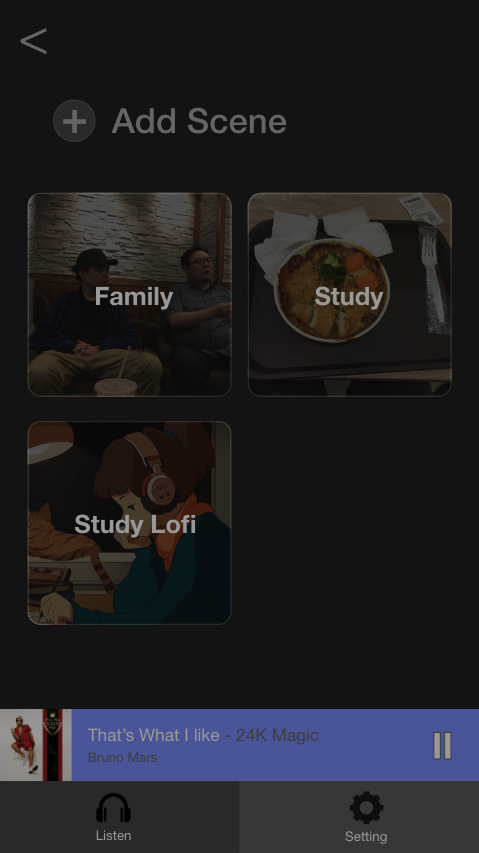 <
Add Scene
Family
Study
Study Lofi
That's What I like - 24K Magic
Bruno Mars
Listen
Setting